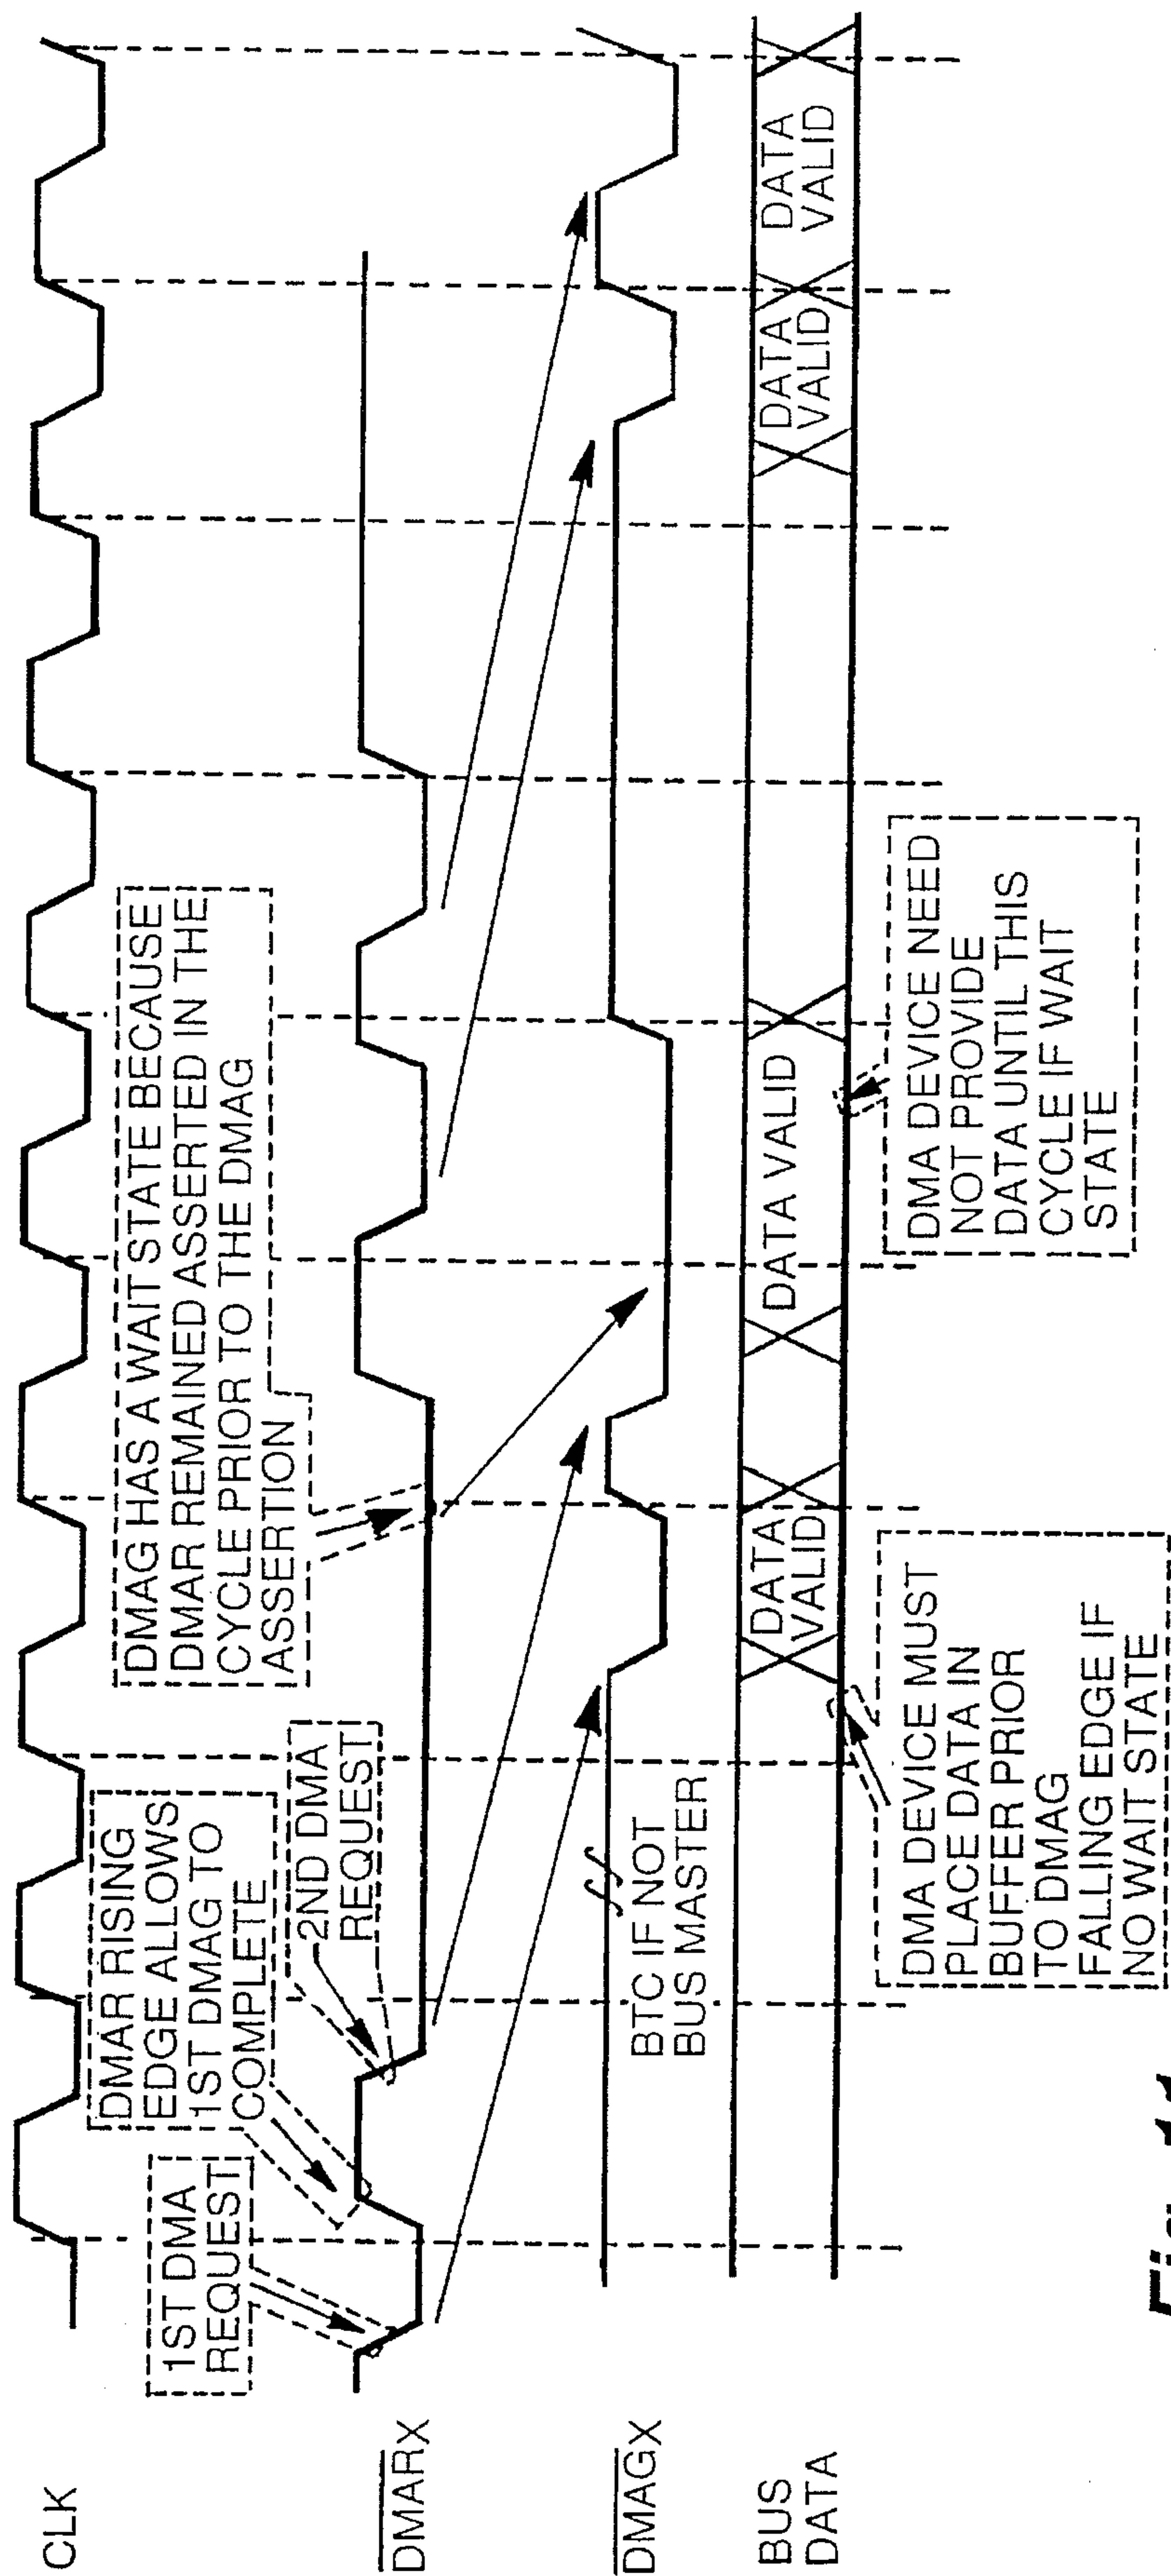 CLK
DMARX
DMAGX
BUS
DATA
1ST DMA
REQUEST
DMAR RISING
EDGE ALLOWS
1ST DMAG TO
COMPLETE
2ND DMA
REQUEST
DMAG HAS A WAIT STATE BECAUSE
DMAR REMAINED ASSERTED IN THE
CYCLE PRIOR TO THE DMAG
ASSERTION
BTC IF NOT
BUS MASTER
DATA
VALID
DATA VALID
DATA
VALID
DATA
VALID
DMA DEVICE MUST
PLACE DATA IN
BUFFER PRIOR
TO DMAG
FALLING EDGE IF
NO WAIT STATE
DMA DEVICE NEED
NOT PROVIDE
DATA UNTIL THIS
CYCLE IF WAIT
STATE